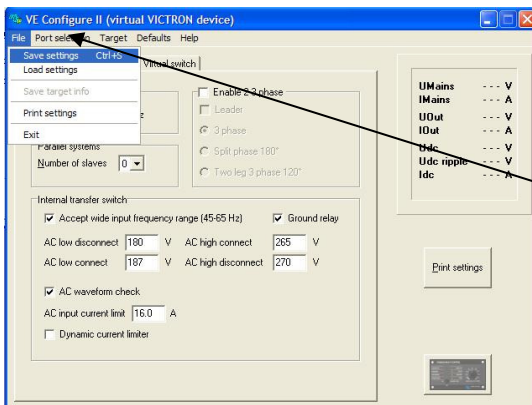 VE Configure II (virtual VICTRON device)
File Port selection Target Defaults Help
Save settings Ctrl+S
Load settings
Save target info
Print settings
Exit
Virtual switch
Enable 2-3 phase
Leader
3 phase
Split phase 180°
Two leg 3 phase 120°
Parallel systems
Number of slaves 0
Internal transfer switch
Accept wide input frequency range (45-65 Hz) Ground relay
AC low disconnect 180 V AC high connect 265 V
AC low connect 187 V AC high disconnect 270 V
AC waveform check
AC input current limit 16.0 A
Dynamic current limiter
UMains --- V
IMains --- A
UOut --- V
IOut --- A
Udc --- V
Udc ripple --- V
Idc --- A
Print settings